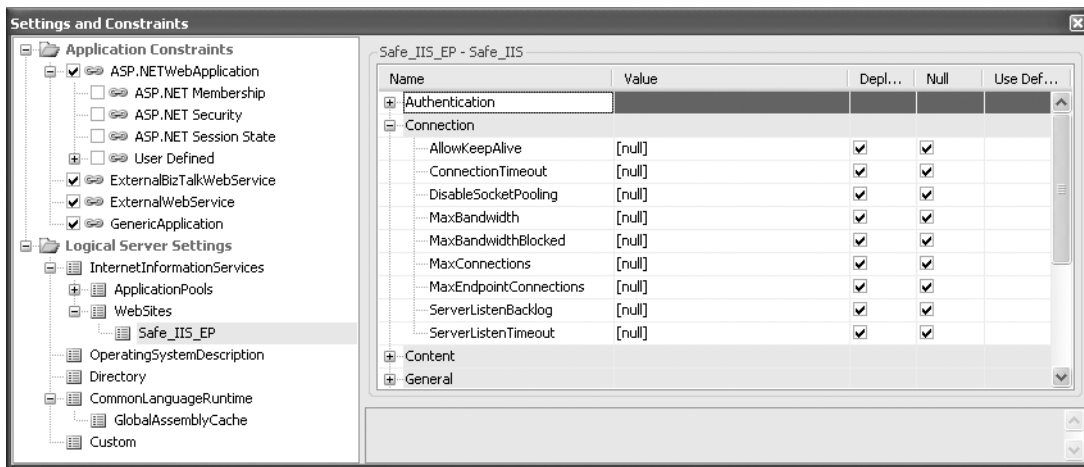 Settings and Constraints
Application Constraints
ASP.NETWebApplication
ASP.NET Membership
ASP.NET Security
ASP.NET Session State
User Defined
ExternalBizTalkWebService
ExternalWebService
GenericApplication
Logical Server Settings
InternetInformationServices
ApplicationPools
WebSites
Safe_IIS_EP
OperatingSystemDescription
Directory
CommonLanguageRuntime
GlobalAssemblyCache
Custom
Safe_IIS_EP - Safe_IIS
Name Value Depl... Null Use Def...
Authentication
Connection
AllowKeepAlive [null]
ConnectionTimeout [null]
DisableSocketPooling [null]
MaxBandwidth [null]
MaxBandwidthBlocked [null]
MaxConnections [null]
MaxEndpointConnections [null]
ServerListenBacklog [null]
ServerListenTimeout [null]
Content
General